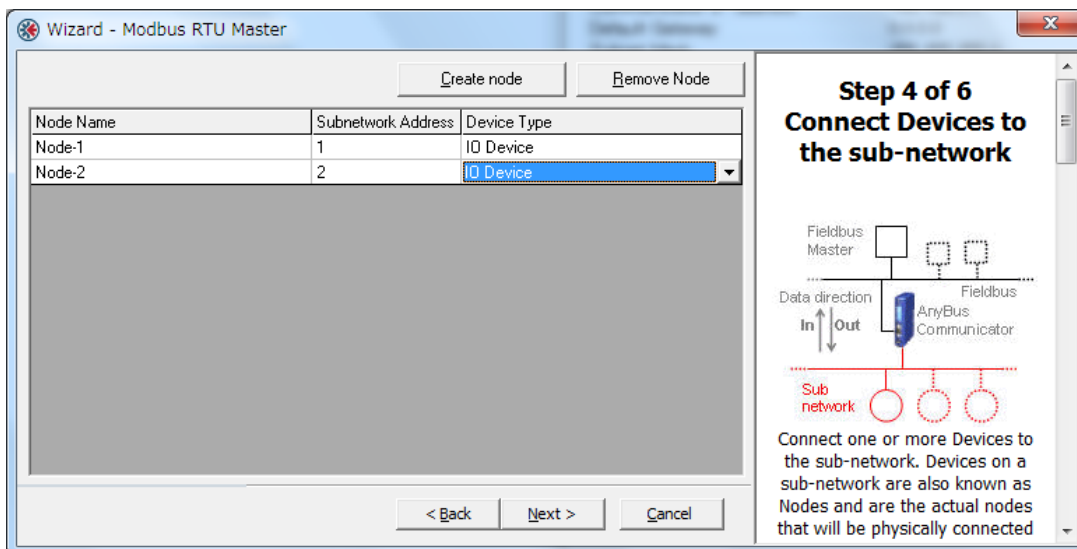 Wizard - Modbus RTU Master
Create node
Remove Node
Node Name Subnetwork Address Device Type
Node-1 1 IO Device
Node-2 2 IO Device
< Back Next > Cancel
Step 4 of 6
Connect Devices to
the sub-network
Fieldbus
Master
Fieldbus
Data direction
In Out
AnyBus
Communicator
Sub
network
Connect one or more Devices to
the sub-network. Devices on a
sub-network are also known as
Nodes and are the actual nodes
that will be physically connected